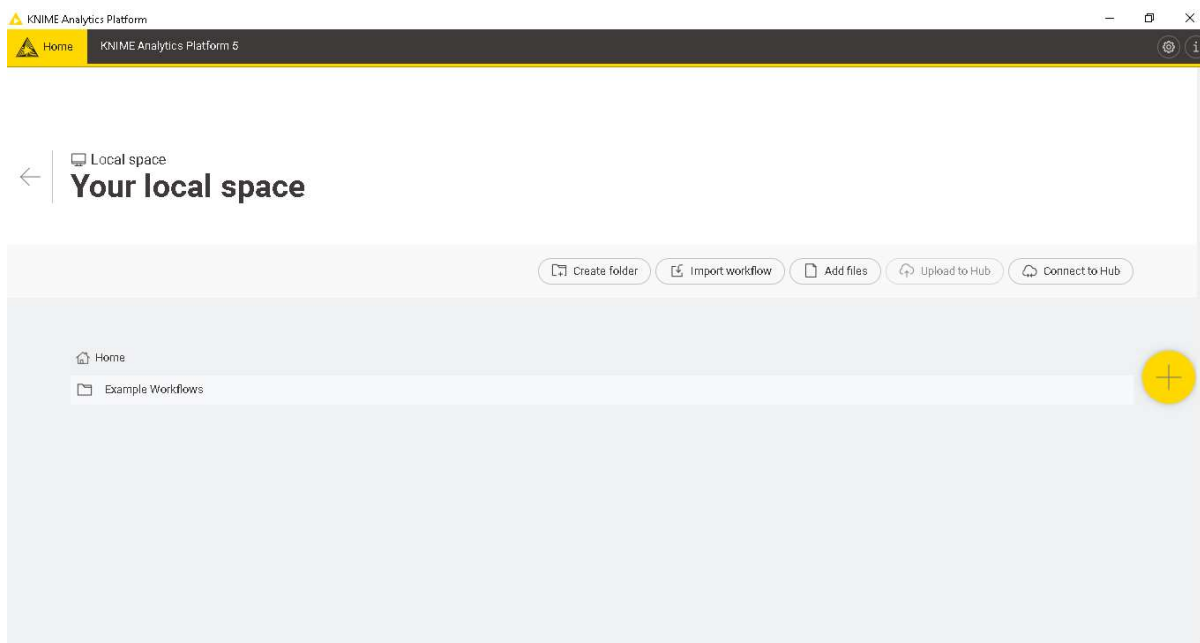 KNIME Analytics Platform
Home
KNIME Analytics Platform 5
Local space
Your local space
Create folder
Import workflow
Add files
Upload to Hub
Connect to Hub
Home
Example Workflows